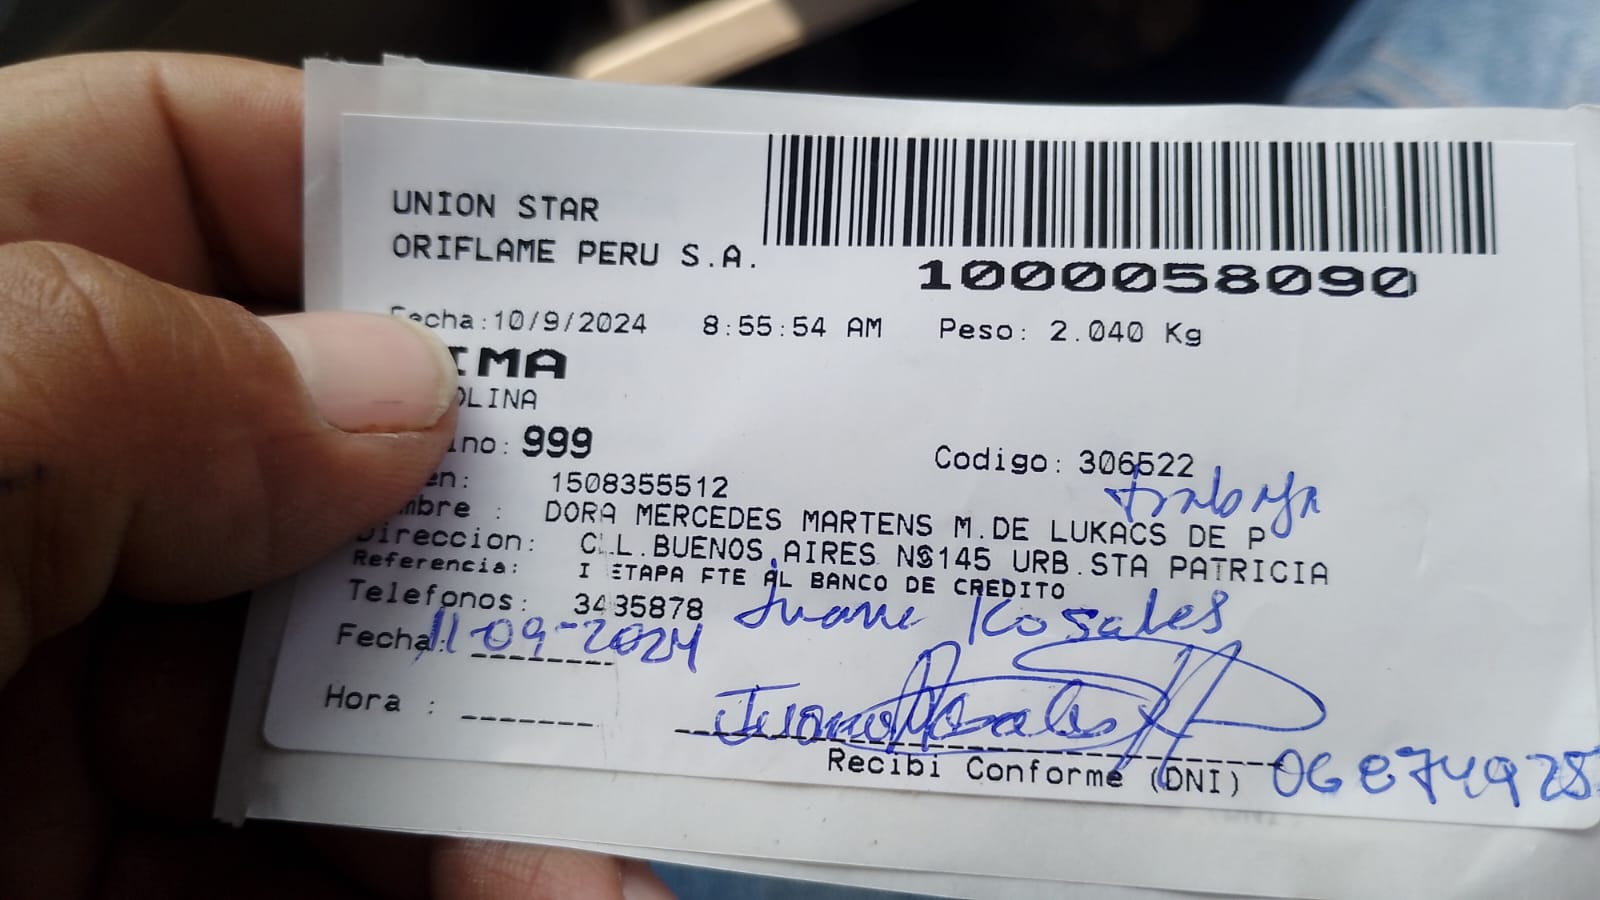 UNION STAR
ORIFLAME PERU S.A.
1000058090
Fecha:10/9/2024 8:55:54 AM Peso: 2.040 Kg
IMA
OLINA
ino: 999 Codigo: 306522
en: 1508355512 trabaja
mbre : DORA MERCEDES MARTENS M.DE LUKACS DE P
Direccion: C.L.BUENOS AIRES N§145 URB.STA PATRICIA
Referencia: I ETAPA FTE AL BANCO DE CREDITO
Telefonos: 3435878 Juana Rosales
Fecha: 11-09-2024
Hora : Juana Rosales
Recibi Conforme (DNI)